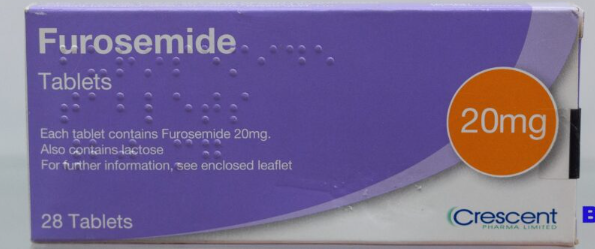 Furosemide
Tablets
20mg
Each tablet contains Furosemide 20mg.
Also contains lactose
For further information, see enclosed leaflet
28 Tablets
Crescent
PHARMA LIMITED
B